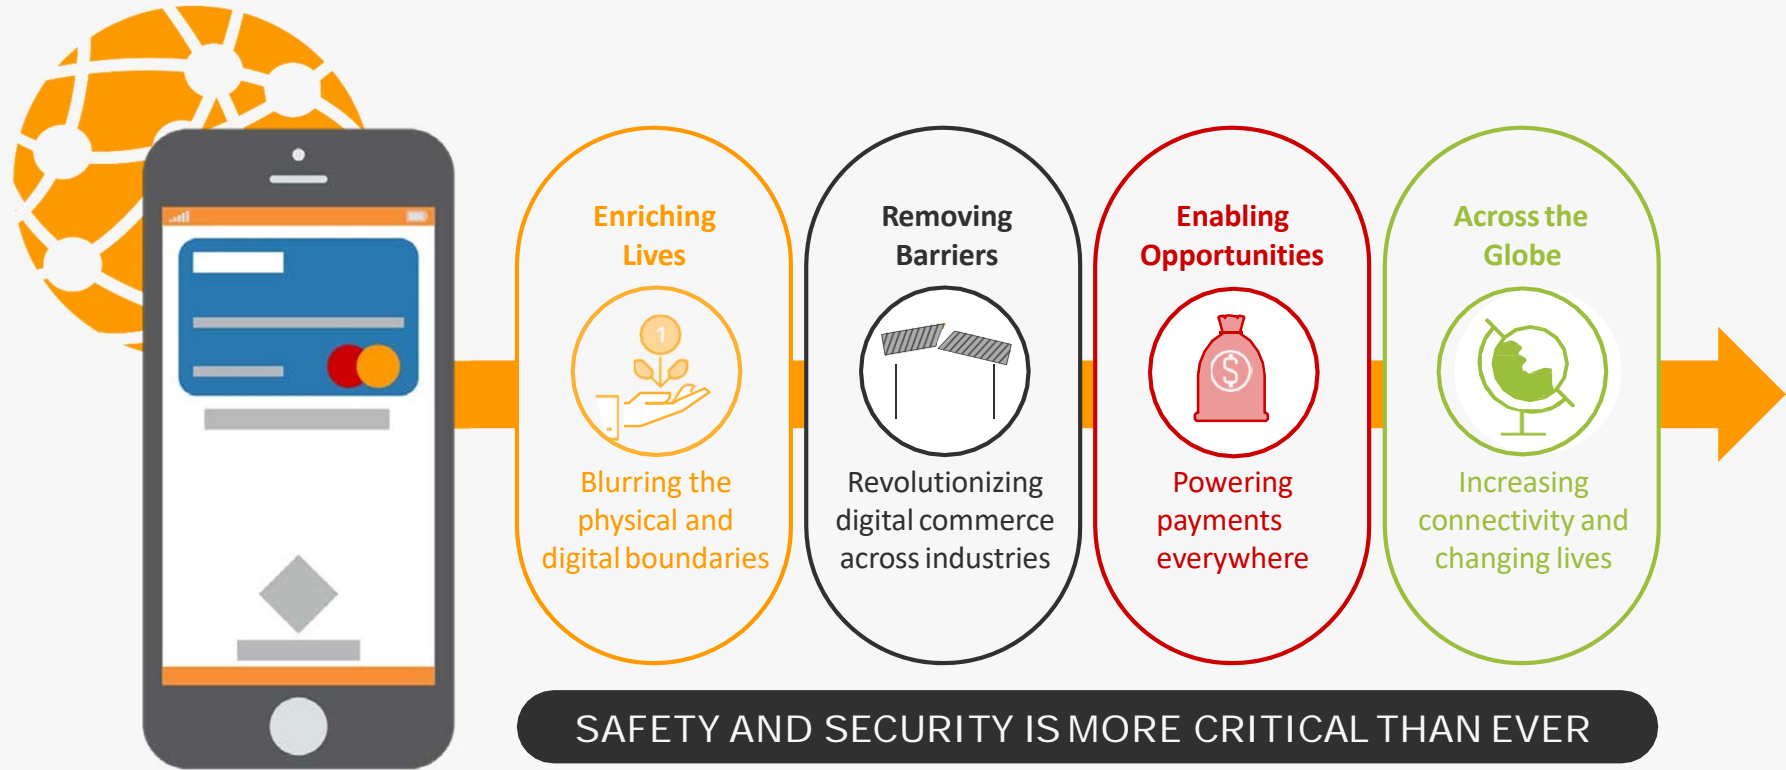 Enriching
Lives
1
Blurring the
physical and
digital boundaries
Removing
Barriers
Revolutionizing
digital commerce
across industries
Enabling
Opportunities
$
Powering
payments
everywhere
Across the
Globe
Increasing
connectivity and
changing lives
SAFETY AND SECURITY IS MORE CRITICAL THAN EVER